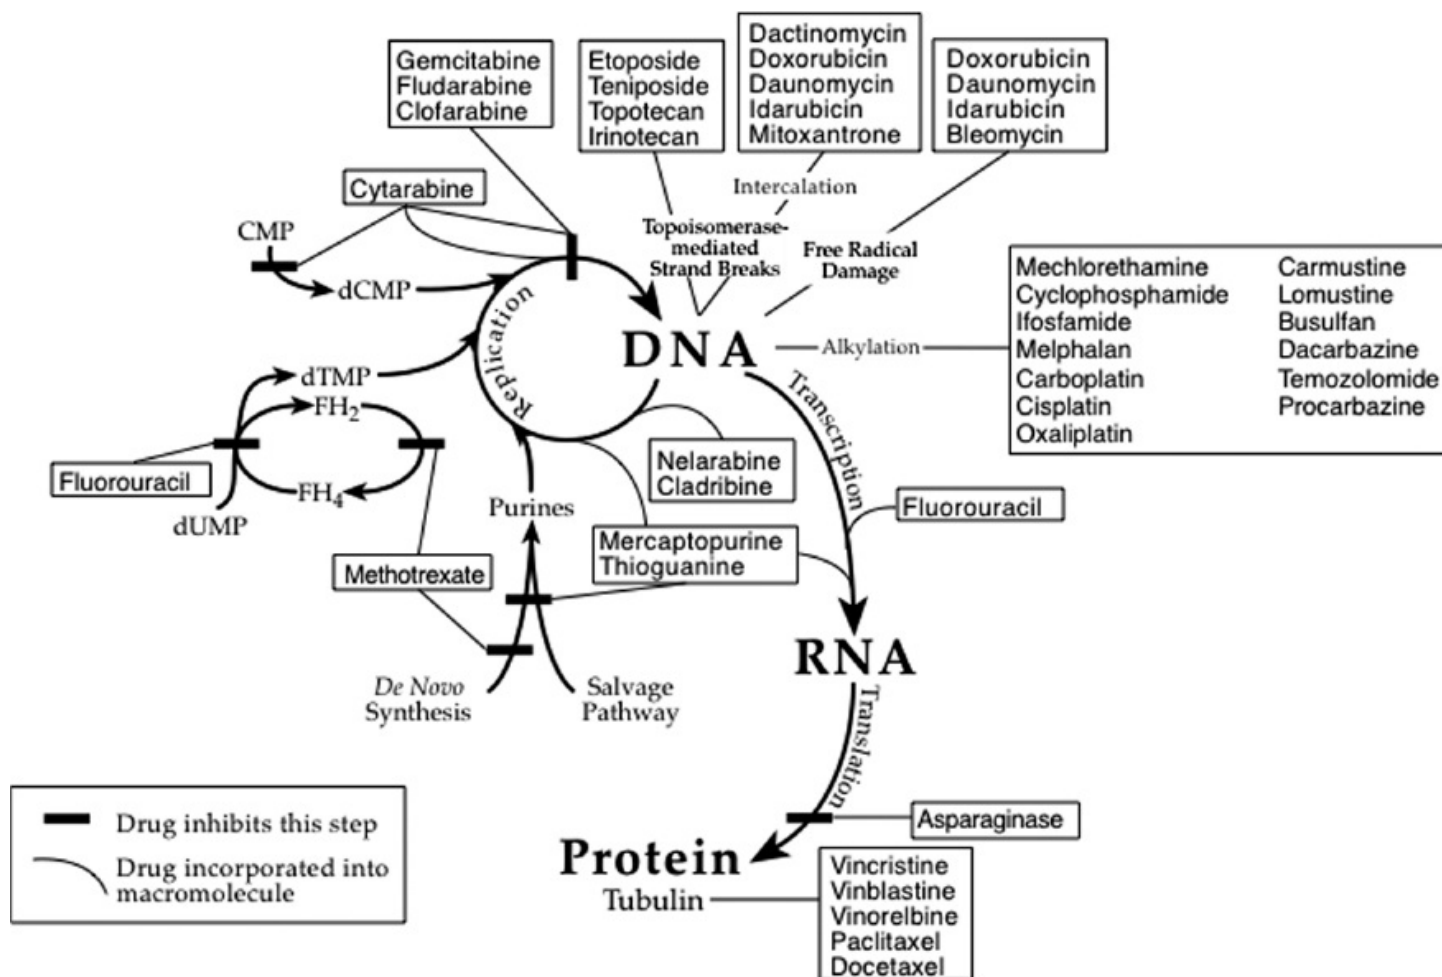 Gemcitabine
Fludarabine
Clofarabine
Etoposide
Teniposide
Topotecan
Irinotecan
Dactinomycin
Doxorubicin
Daunomycin
Idarubicin
Mitoxantrone
Doxorubicin
Daunomycin
Idarubicin
Bleomycin
Cytarabine
Intercalation
CMP
Topoisomerase-
mediated
Strand Breaks
Free Radical
Damage
dCMP
Replication
DNA
Alkylation
Mechlorethamine
Cyclophosphamide
Ifosfamide
Melphalan
Carboplatin
Cisplatin
Oxaliplatin
Carmustine
Lomustine
Busulfan
Dacarbazine
Temozolomide
Procarbazine
dTMP
FH2
Transcription
Fluorouracil
FH4
dUMP
Nelarabine
Cladribine
Purines
Fluorouracil
Mercaptopurine
Thioguanine
Methotrexate
RNA
De Novo
Synthesis
Salvage
Pathway
Translation
Drug inhibits this step
Drug incorporated into
macromolecule
Asparaginase
Protein
Tubulin
Vincristine
Vinblastine
Vinorelbine
Paclitaxel
Docetaxel